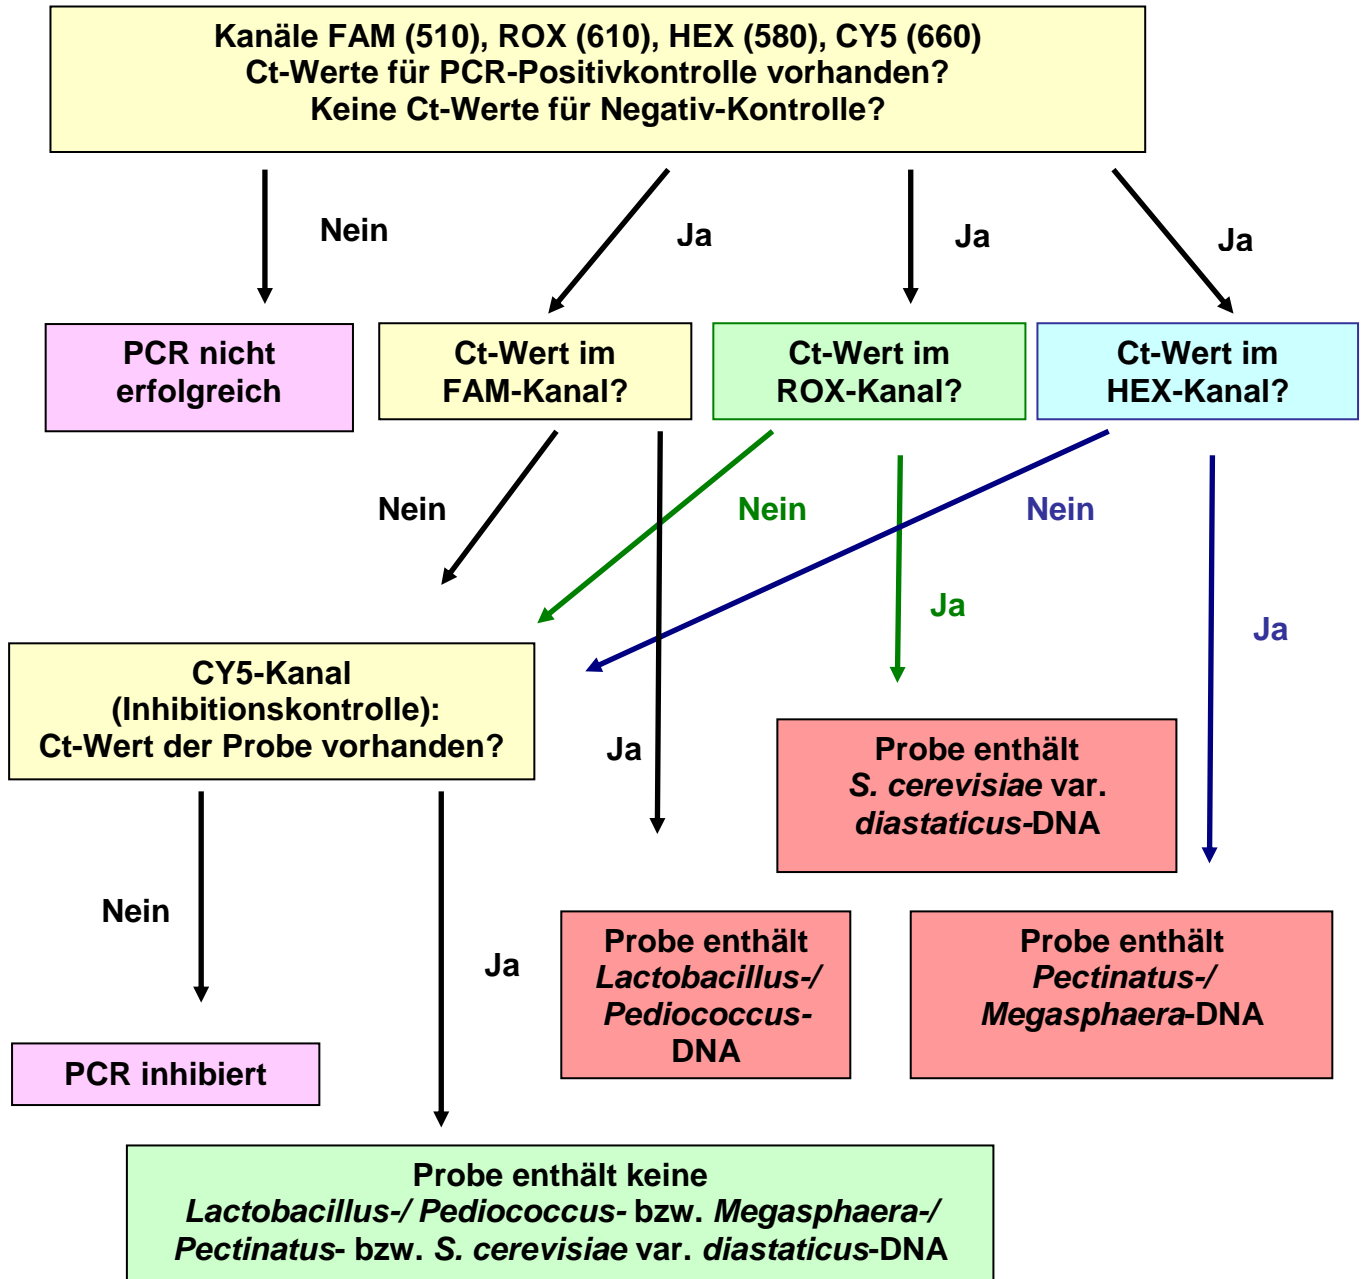 Kanäle FAM (510), ROX (610), HEX (580), CY5 (660)
Ct-Werte für PCR-Positivkontrolle vorhanden?
Keine Ct-Werte für Negativ-Kontrolle?
Nein
Ja
Ja
Ja
PCR nicht
erfolgreich
Ct-Wert im
FAM-Kanal?
Ct-Wert im
ROX-Kanal?
Ct-Wert im
HEX-Kanal?
Nein
Nein
Nein
Ja
Ja
CY5-Kanal
(Inhibitionskontrolle):
Ct-Wert der Probe vorhanden?
Ja
Probe enthält
S. cerevisiae var.
diastaticus-DNA
Nein
Ja
Probe enthält
Lactobacillus-/
Pediococcus-
DNA
Probe enthält
Pectinatus-/
Megasphaera-DNA
PCR inhibiert
Probe enthält keine
Lactobacillus-/ Pediococcus- bzw. Megasphaera-/
Pectinatus- bzw. S. cerevisiae var. diastaticus-DNA